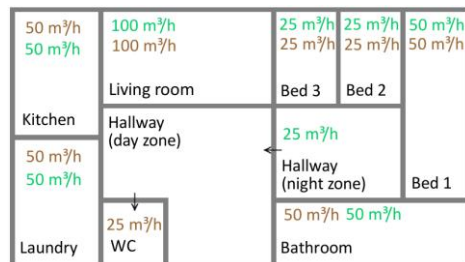 50 m³/h
50 m³/h
Kitchen
100 m³/h
100 m³/h
Living room
25 m³/h
25 m³/h
Bed 3
25 m³/h
25 m³/h
Bed 2
50 m³/h
50 m³/h
Bed 1
Hallway
(day zone)
25 m³/h
Hallway
(night zone)
50 m³/h
50 m³/h
Laundry
25 m³/h
WC
50 m³/h 50 m³/h
Bathroom